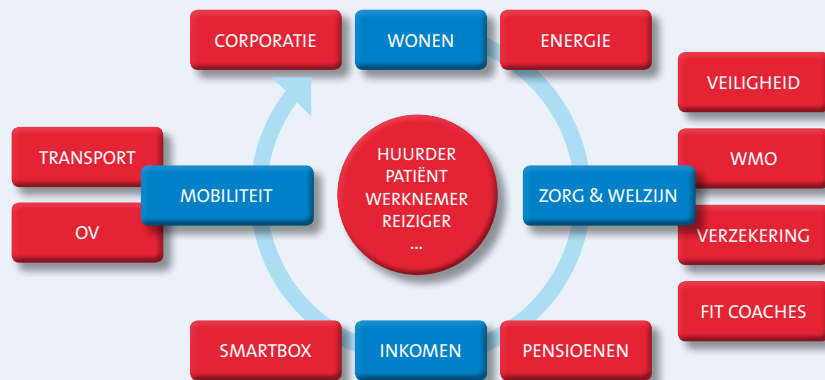 CORPORATIE
WONEN
ENERGIE
VEILIGHEID
TRANSPORT
WMO
HUURDER
PATIËNT
WERKNEMER
REIZIGER
...
MOBILITEIT
ZORG & WELZIJN
OV
VERZEKERING
FIT COACHES
SMARTBOX
INKOMEN
PENSIOENEN